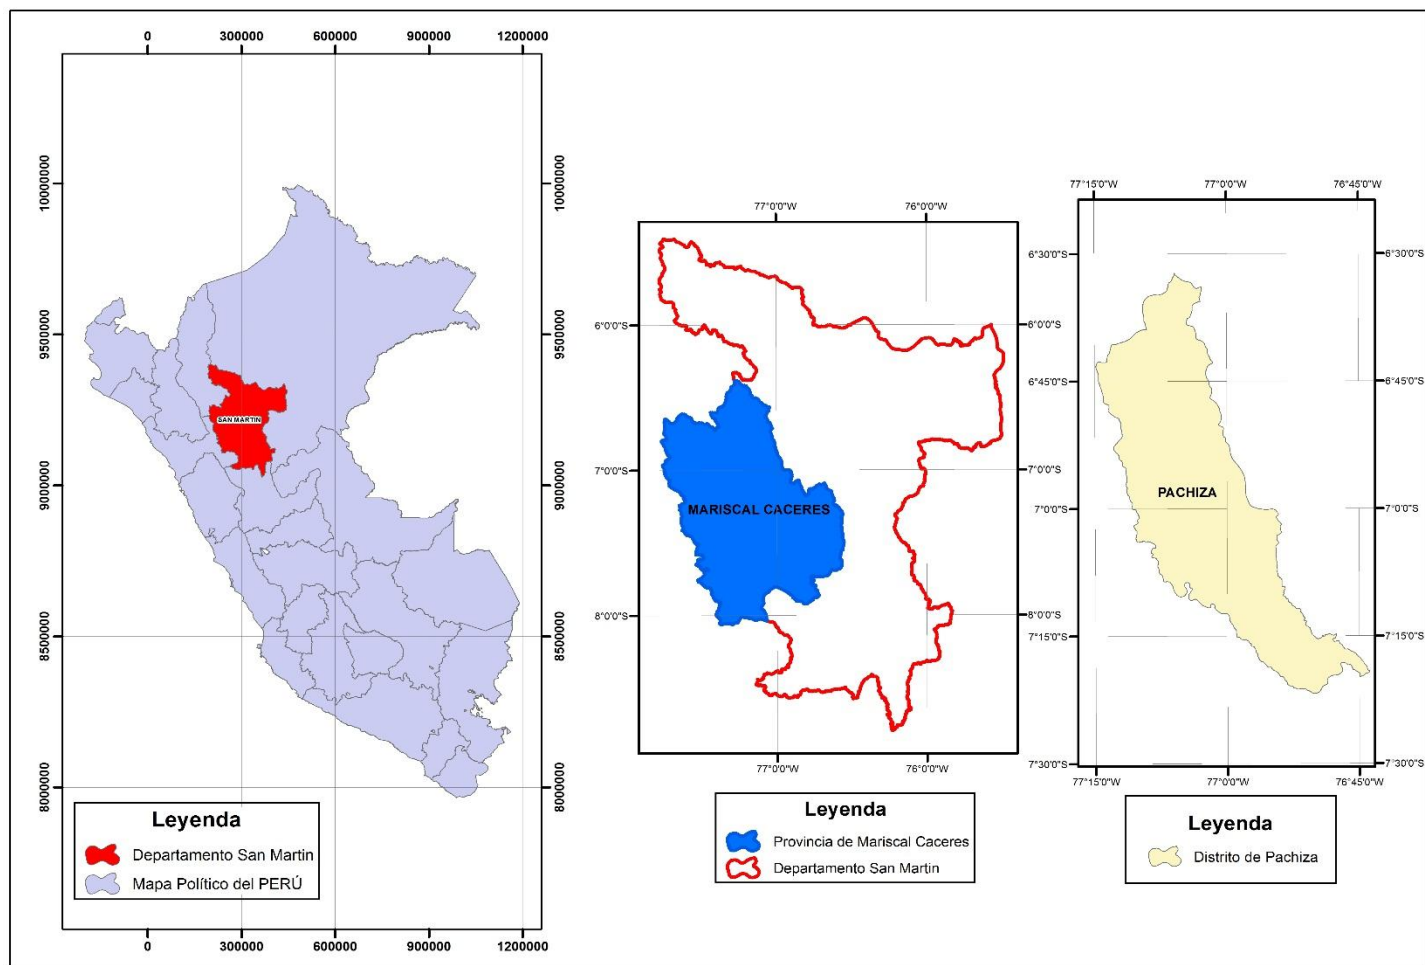 0 300000 600000 900000 1200000
10000000 10000000
9500000 9500000
SAN MARTIN
9000000 9000000
8500000 8500000
8000000 8000000
Leyenda
Departamento San Martin
Mapa Político del PERÚ
0 300000 600000 900000 1200000
77°0'0"W 76°0'0"W
6°0'0"S 6°0'0"S
7°0'0"S 7°0'0"S
MARISCAL CACERES
8°0'0"S 8°0'0"S
77°0'0"W 76°0'0"W
Leyenda
Provincia de Mariscal Caceres
Departamento San Martin
77°15'0"W 77°0'0"W 76°45'0"W
6°30'0"S 6°30'0"S
6°45'0"S 6°45'0"S
PACHIZA
7°0'0"S 7°0'0"S
7°15'0"S 7°15'0"S
7°30'0"S 7°30'0"S
77°15'0"W 77°0'0"W 76°45'0"W
Leyenda
Distrito de Pachiza